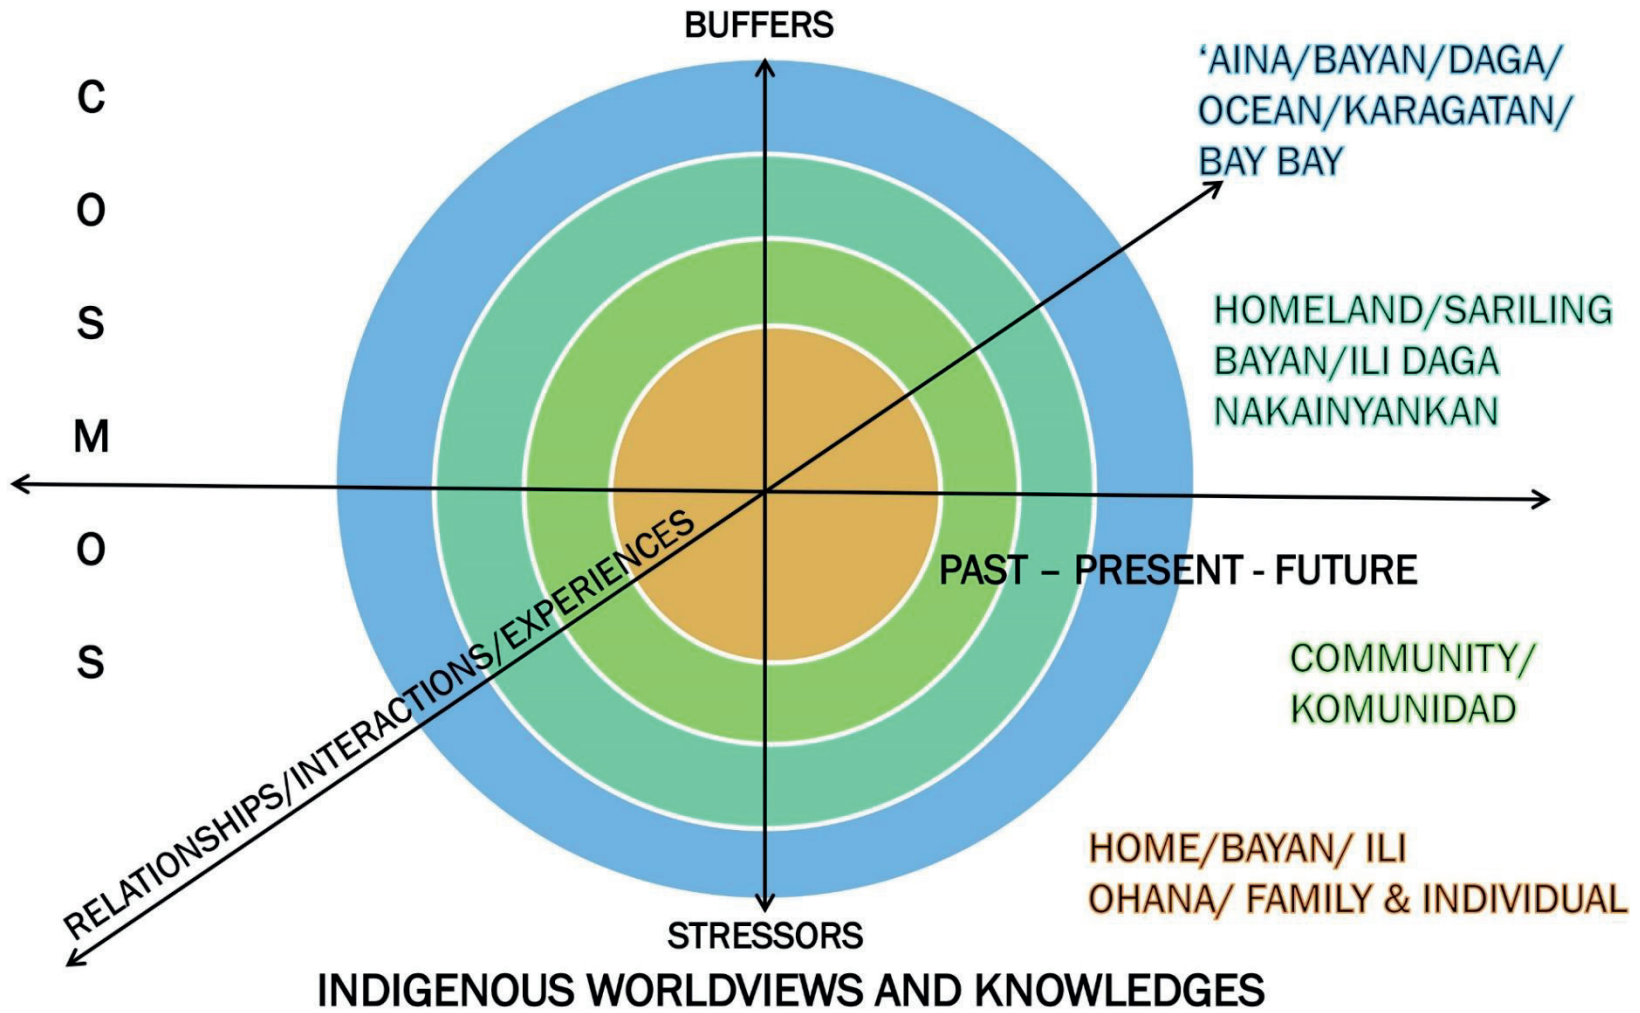 BUFFERS
C
O
S
M
O
S
‘AINA/BAYAN/DAGA/
OCEAN/KARAGATAN/
BAY BAY
HOMELAND/SARILING
BAYAN/ILI DAGA
NAKAINYANKAN
PAST – PRESENT - FUTURE
RELATIONSHIPS/INTERACTIONS/EXPERIENCES
COMMUNITY/
KOMUNIDAD
HOME/BAYAN/ ILI
OHANA/ FAMILY & INDIVIDUAL
STRESSORS
INDIGENOUS WORLDVIEWS AND KNOWLEDGES